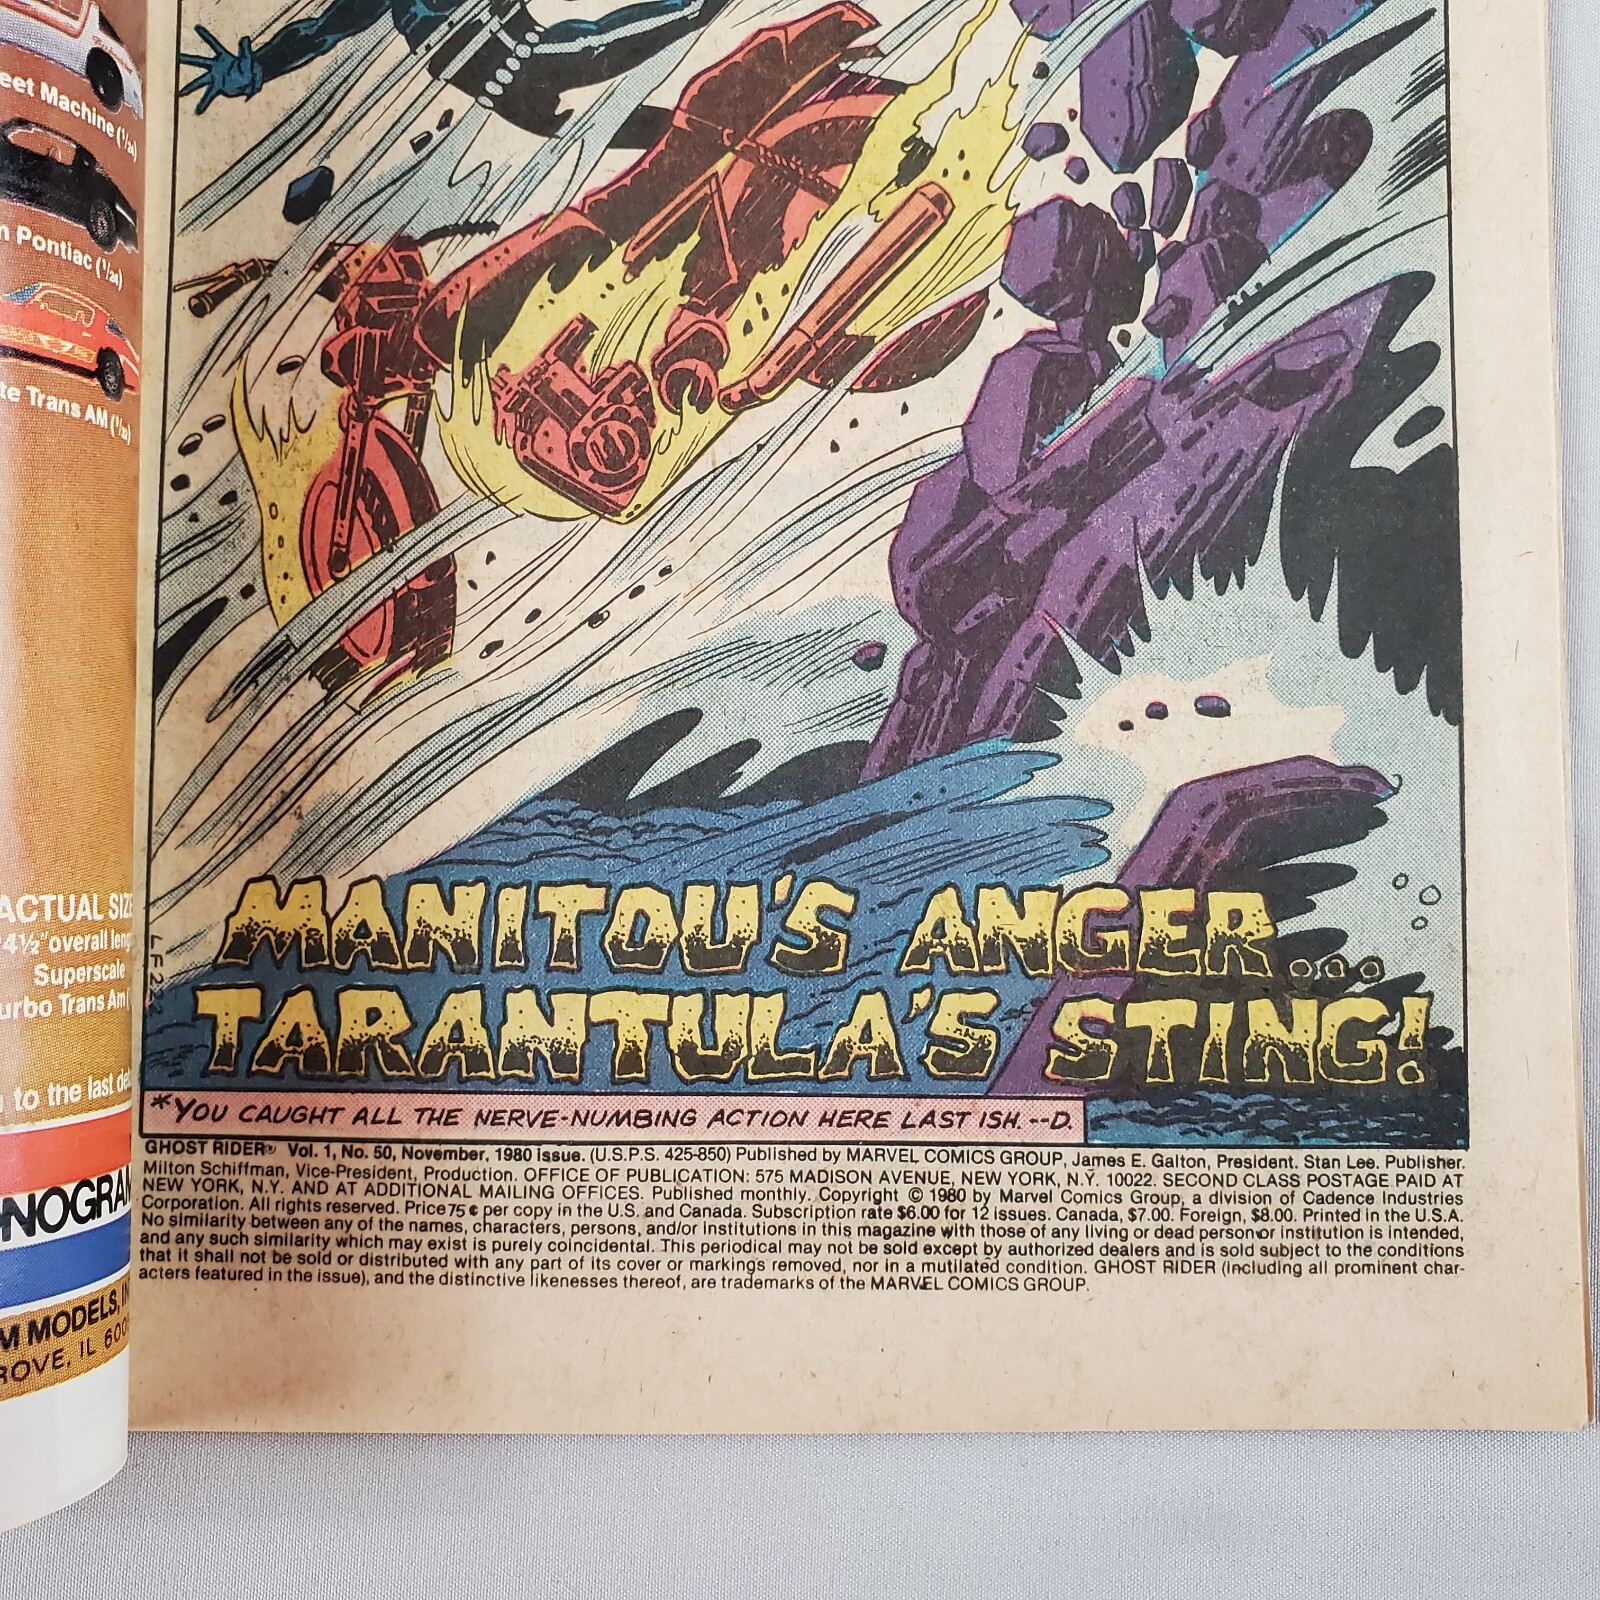 eet Machine (1/24)
n Pontiac (1/24)
te Trans AM (1/20)
ACTUAL SIZE
4½" overall leng
Superscale
urbo Trans Am
to the last det
NOGRAM
M MODELS, IN
ROVE, IL 600
MANITOU'S ANGER...
TARANTULA'S STING!
*YOU CAUGHT ALL THE NERVE-NUMBING ACTION HERE LAST ISH.--D.
GHOST RIDER® Vol. 1, No. 50, November, 1980 issue. (U.S.P.S. 425-850) Published by MARVEL COMICS GROUP, James E. Galton, President. Stan Lee. Publisher.
Milton Schiffman, Vice-President, Production. OFFICE OF PUBLICATION: 575 MADISON AVENUE, NEW YORK, N.Y. 10022. SECOND CLASS POSTAGE PAID AT
NEW YORK, N.Y. AND AT ADDITIONAL MAILING OFFICES. Published monthly. Copyright © 1980 by Marvel Comics Group, a division of Cadence Industries
Corporation. All rights reserved. Price 75¢ per copy in the U.S. and Canada. Subscription rate $6.00 for 12 issues. Canada, $7.00. Foreign, $8.00. Printed in the U.S.A.
No similarity between any of the names, characters, persons, and/or institutions in this magazine with those of any living or dead person or institution is intended,
and any such similarity which may exist is purely coincidental. This periodical may not be sold except by authorized dealers and is sold subject to the conditions
that it shall not be sold or distributed with any part of its cover or markings removed, nor in a mutilated condition. GHOST RIDER (including all prominent char-
acters featured in the issue), and the distinctive likenesses thereof, are trademarks of the MARVEL COMICS GROUP.